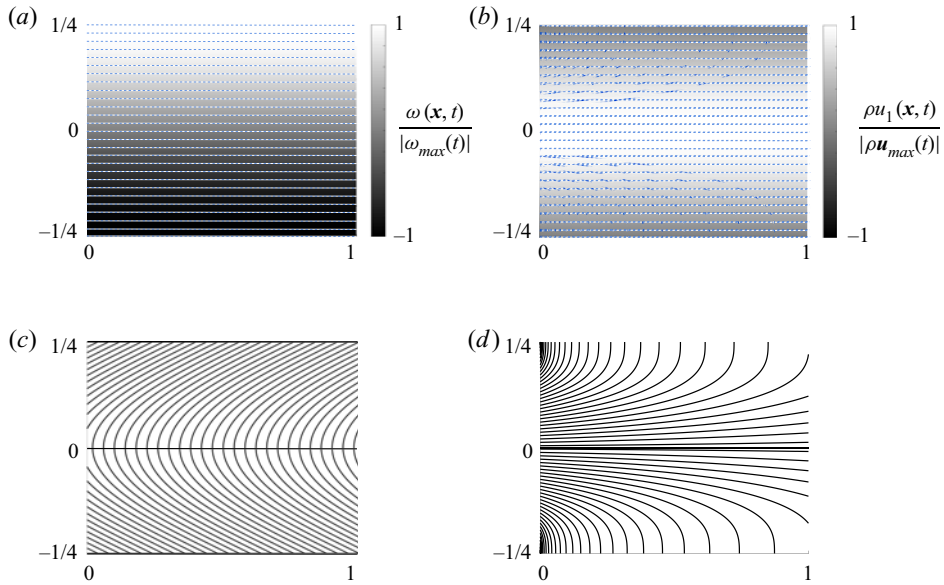 (a) (b)
1/4 1 1/4 1
0 ω(x, t) 0 ρu₁(x, t)
|ω_max(t)| |ρu_max(t)|
–1/4 –1 –1/4 –1
0 1 0 1
(c) (d)
1/4 1/4
0 0
–1/4 –1/4
0 1 0 1